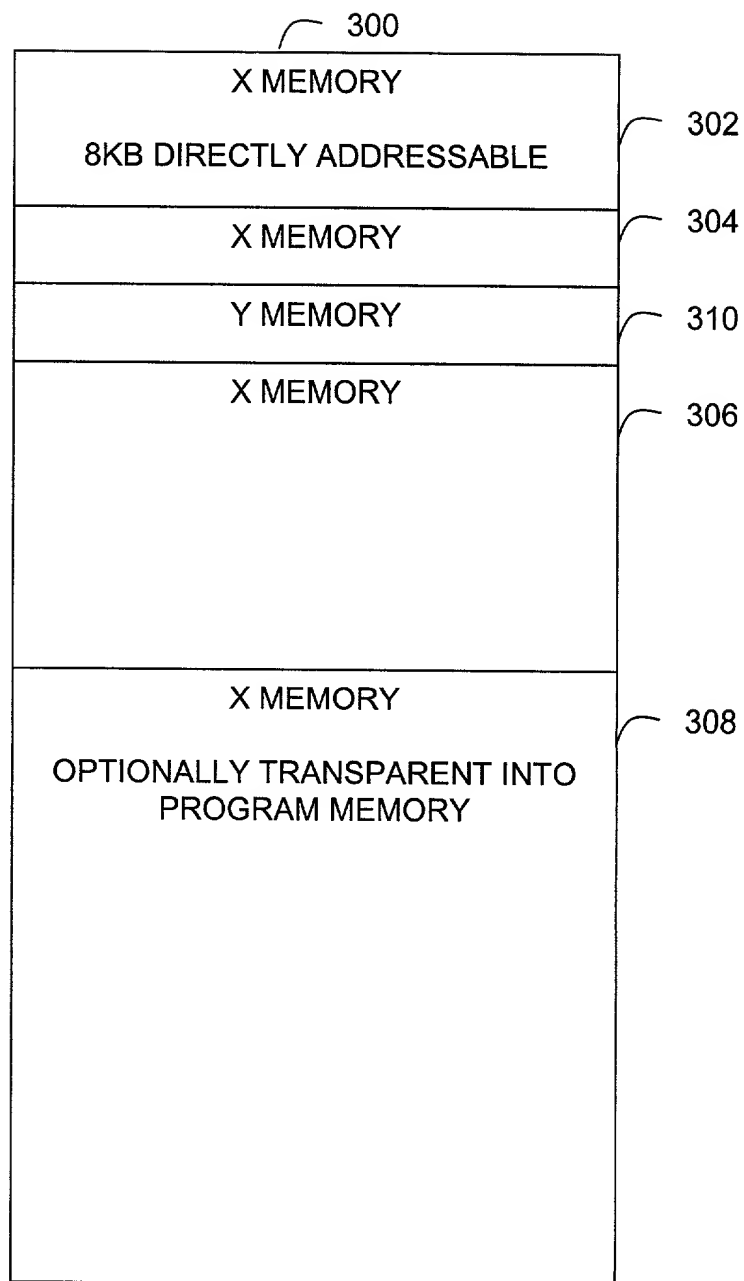 300
X MEMORY
8KB DIRECTLY ADDRESSABLE
302
X MEMORY
304
Y MEMORY
310
X MEMORY
306
X MEMORY
OPTIONALLY TRANSPARENT INTO
PROGRAM MEMORY
308